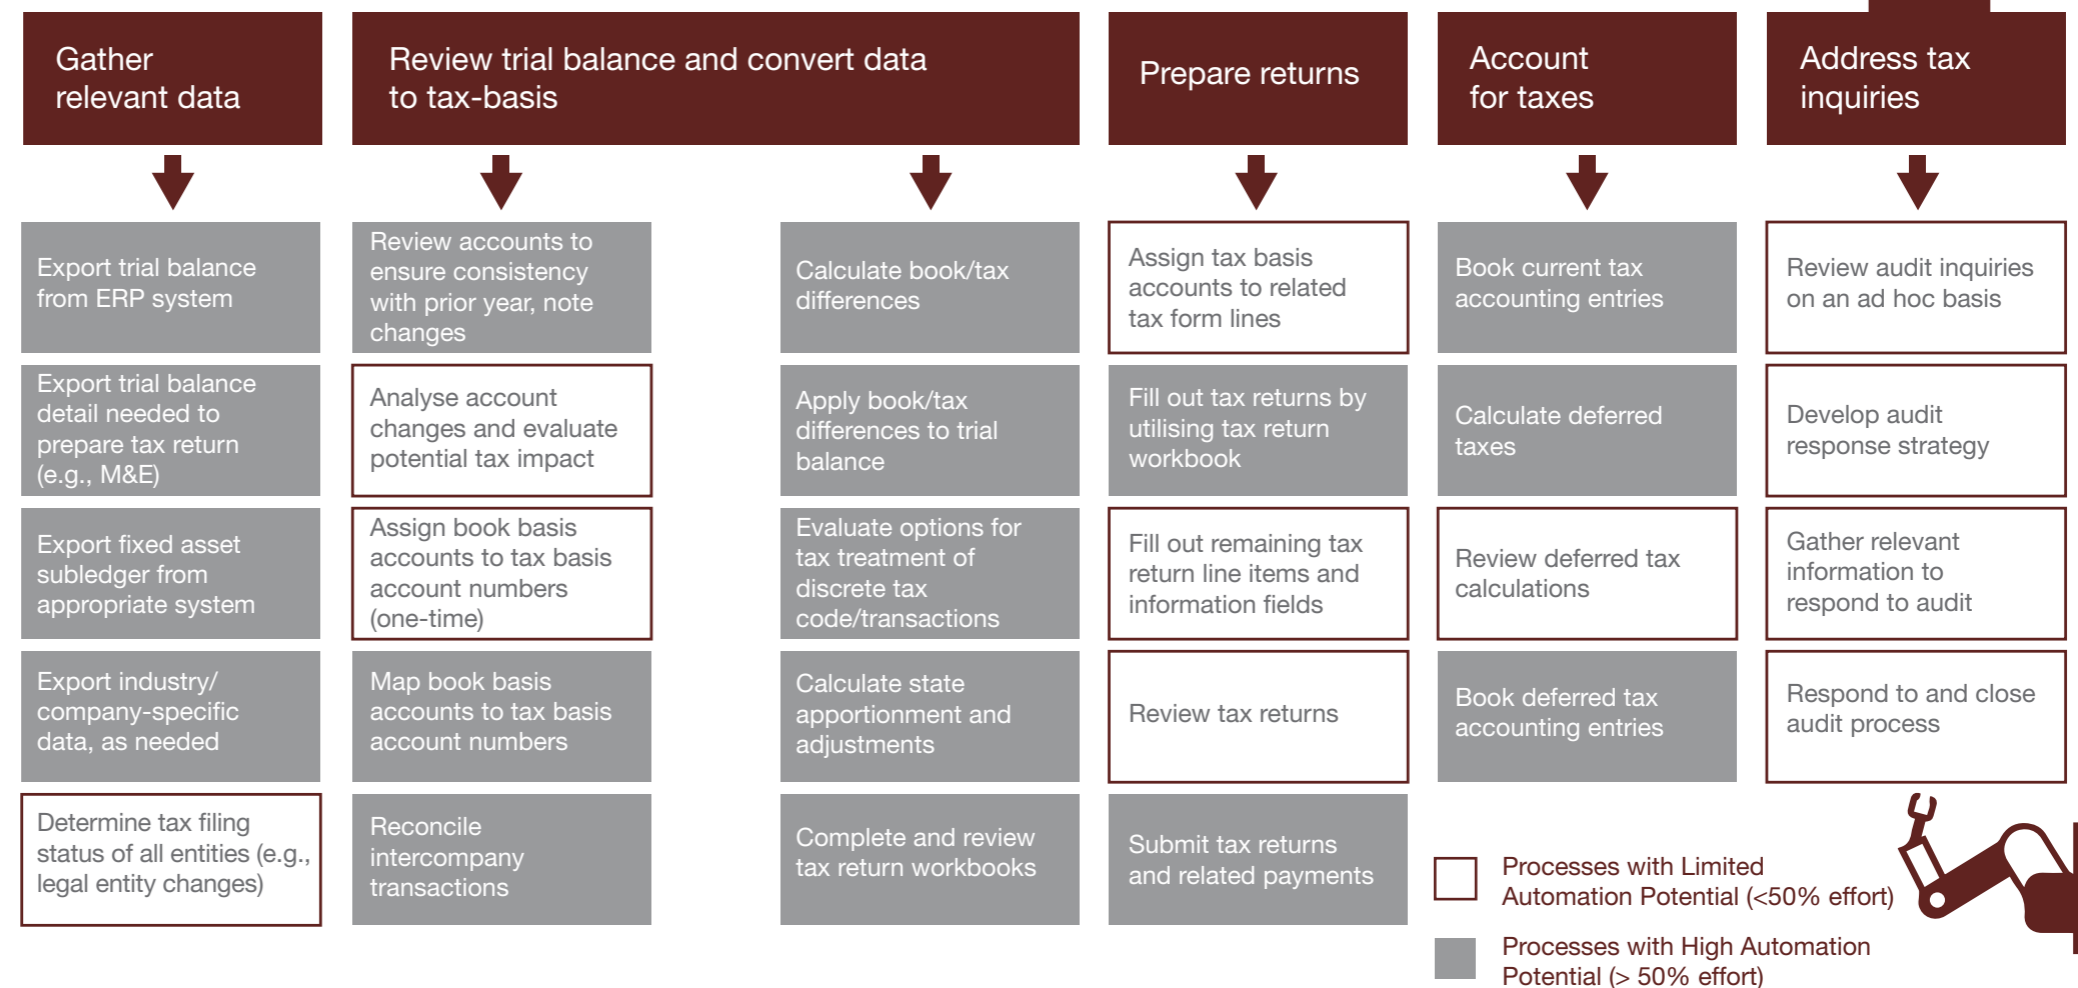 Gather
relevant data
Review trial balance and convert data
to tax-basis
Prepare returns
Account
for taxes
Address tax
inquiries
Export trial balance
from ERP system
Export trial balance
detail needed to
prepare tax return
(e.g., M&E)
Export fixed asset
subledger from
appropriate system
Export industry/
company-specific
data, as needed
Determine tax filing
status of all entities (e.g.,
legal entity changes)
Review accounts to
ensure consistency
with prior year, note
changes
Analyse account
changes and evaluate
potential tax impact
Assign book basis
accounts to tax basis
account numbers
(one-time)
Map book basis
accounts to tax basis
account numbers
Reconcile
intercompany
transactions
Calculate book/tax
differences
Apply book/tax
differences to trial
balance
Evaluate options for
tax treatment of
discrete tax
code/transactions
Calculate state
apportionment and
adjustments
Complete and review
tax return workbooks
Assign tax basis
accounts to related
tax form lines
Fill out tax returns by
utilising tax return
workbook
Fill out remaining tax
return line items and
information fields
Review tax returns
Submit tax returns
and related payments
Book current tax
accounting entries
Calculate deferred
taxes
Review deferred tax
calculations
Book deferred tax
accounting entries
Review audit inquiries
on an ad hoc basis
Develop audit
response strategy
Gather relevant
information to
respond to audit
Respond to and close
audit process
Processes with Limited
Automation Potential (<50% effort)
Processes with High Automation
Potential (> 50% effort)